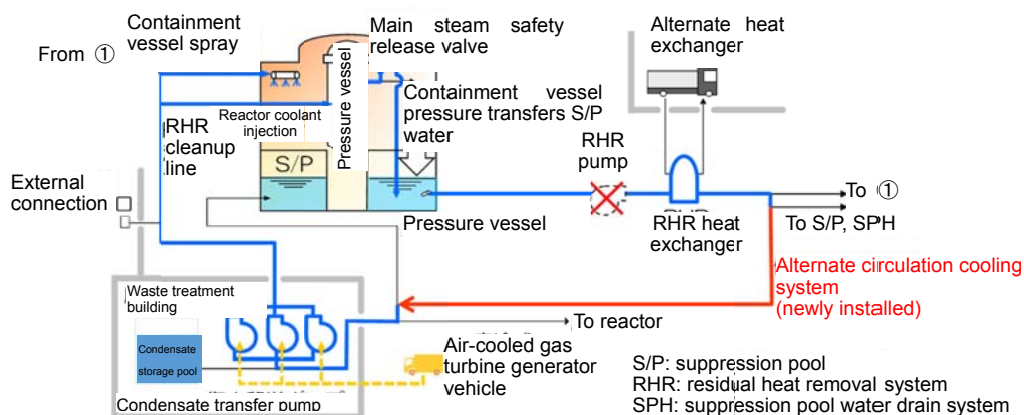 Containment
vessel spray
Main steam safety
release valve
Alternate heat
exchanger
From ①
Pressure vessel
Containment vessel
pressure transfers S/P
water
Reactor coolant
injection
RHR
cleanup
line
RHR
pump
S/P
External
connection
To ①
Pressure vessel
RHR heat
exchanger
To S/P, SPH
Alternate circulation cooling
system
(newly installed)
Waste treatment
building
To reactor
Condensate
storage pool
Air-cooled gas
turbine generator
vehicle
Condensate transfer pump
S/P: suppression pool
RHR: residual heat removal system
SPH: suppression pool water drain system